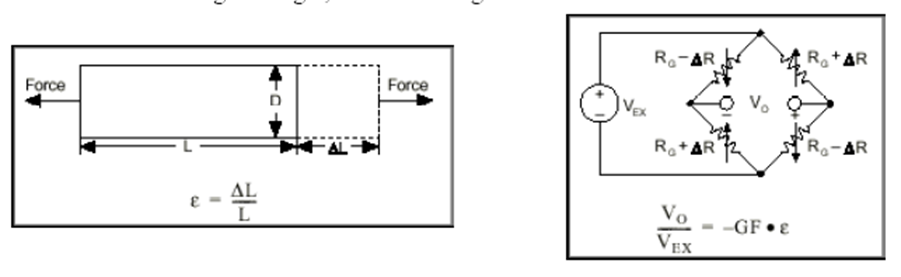 Force
Force
D
L
ΔL
ε = ΔL/L
R_G−ΔR
R_G+ΔR
+
−
V_EX
−
V_O
+
R_G+ΔR
R_G−ΔR
V_O/V_EX = −GF • ε